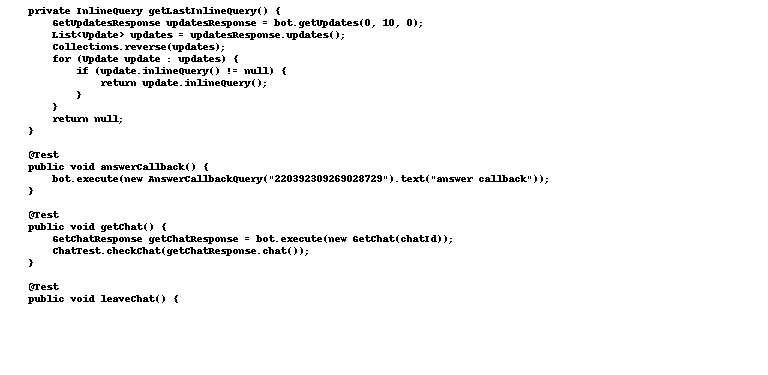 private InlineQuery getLastInlineQuery() {
    GetUpdatesResponse updatesResponse = bot.getUpdates(0, 10, 0);
    List<Update> updates = updatesResponse.updates();
    Collections.reverse(updates);
    for (Update update : updates) {
        if (update.inlineQuery() != null) {
            return update.inlineQuery();
        }
    }
    return null;
}

@Test
public void answerCallback() {
    bot.execute(new AnswerCallbackQuery("220392309269028729").text("answer callback"));
}

@Test
public void getChat() {
    GetChatResponse getChatResponse = bot.execute(new GetChat(chatId));
    ChatTest.checkChat(getChatResponse.chat());
}

@Test
public void leaveChat() {